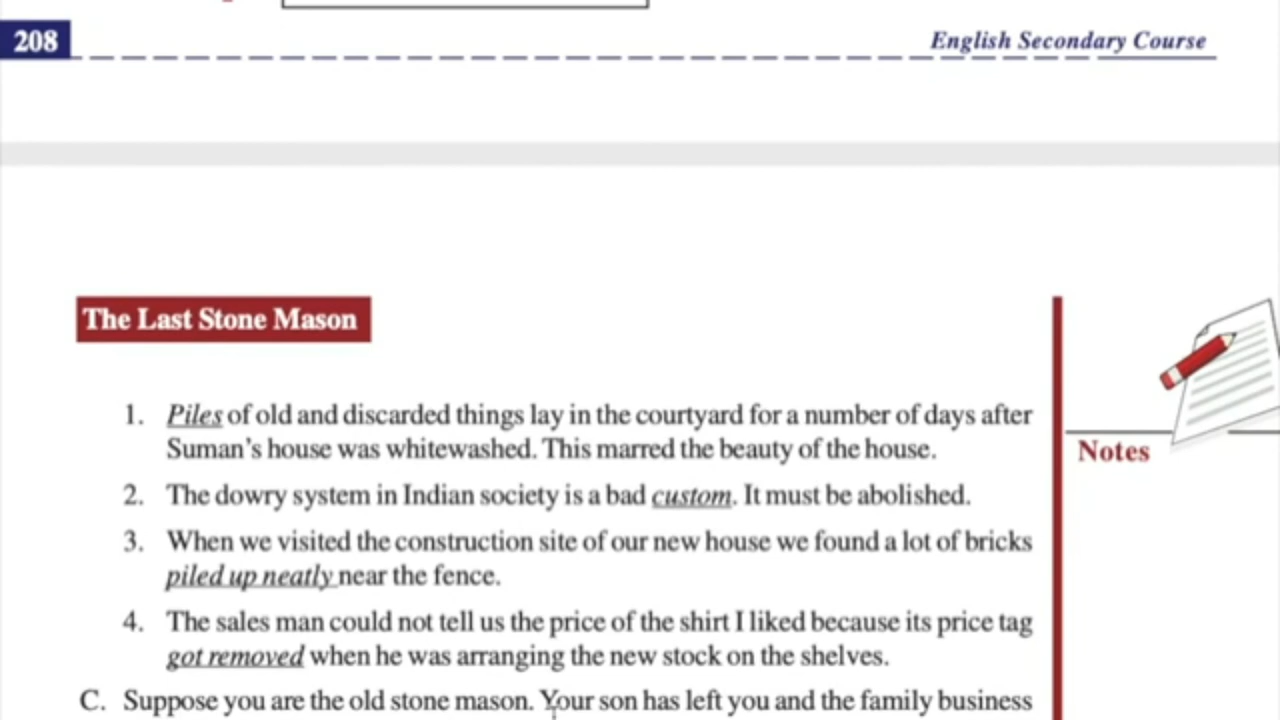 208
English Secondary Course
The Last Stone Mason
1. Piles of old and discarded things lay in the courtyard for a number of days after
Suman's house was whitewashed. This marred the beauty of the house.
2. The dowry system in Indian society is a bad custom. It must be abolished.
3. When we visited the construction site of our new house we found a lot of bricks
piled up neatly near the fence.
4. The sales man could not tell us the price of the shirt I liked because its price tag
got removed when he was arranging the new stock on the shelves.
Notes
C. Suppose you are the old stone mason. Your son has left you and the family business